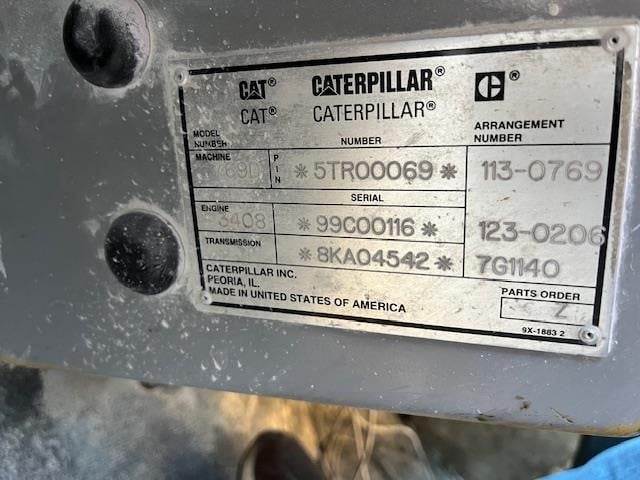 CAT® CATERPILLAR® C®
CAT® CATERPILLAR®
MODEL NUMBER NUMBER ARRANGEMENT NUMBER
MACHINE PIN *5TR00069* 113-0769
SERIAL
ENGINE 3408 *99C00116* 123-0206
TRANSMISSION *8KA04542* 7G1140
CATERPILLAR INC.
PEORIA, IL.
MADE IN UNITED STATES OF AMERICA
PARTS ORDER
Z
9X-1883 2